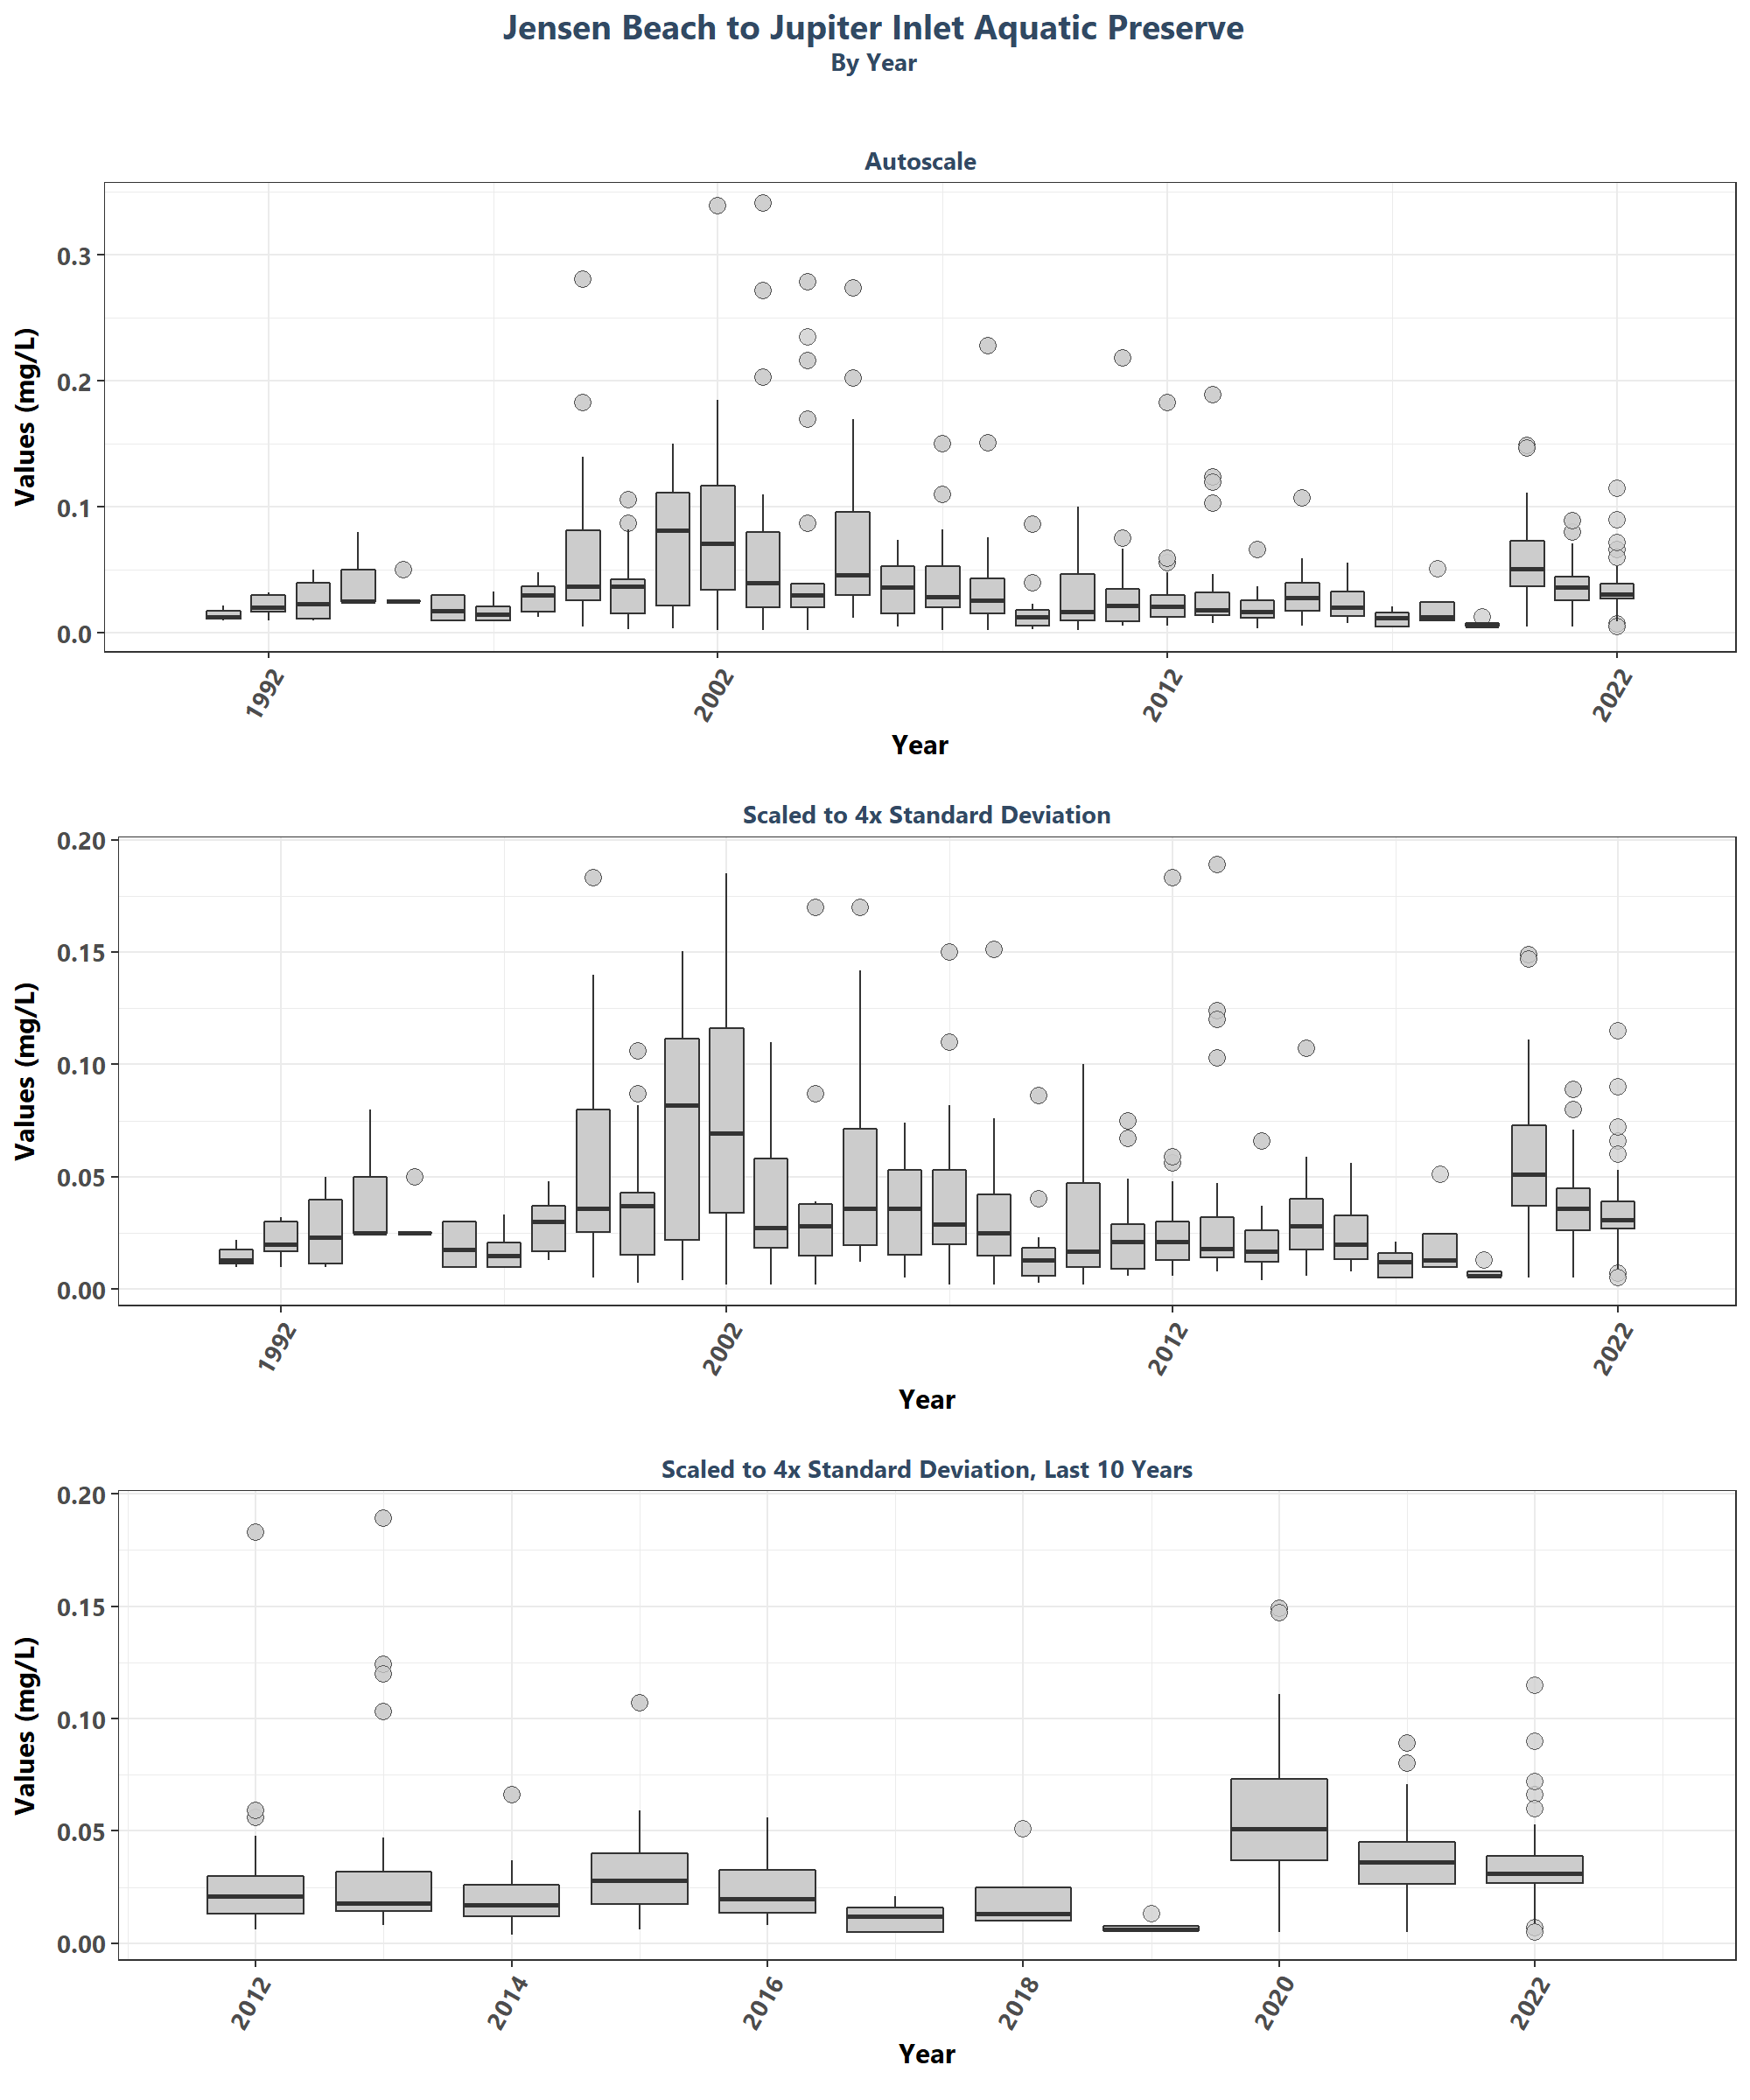 Jensen Beach to Jupiter Inlet Aquatic Preserve
By Year
Autoscale
Values (mg/L)
0.3
0.2
0.1
0.0
1992
2002
2012
2022
Year
Scaled to 4x Standard Deviation
Values (mg/L)
0.20
0.15
0.10
0.05
0.00
1992
2002
2012
2022
Year
Scaled to 4x Standard Deviation, Last 10 Years
Values (mg/L)
0.20
0.15
0.10
0.05
0.00
2012
2014
2016
2018
2020
2022
Year